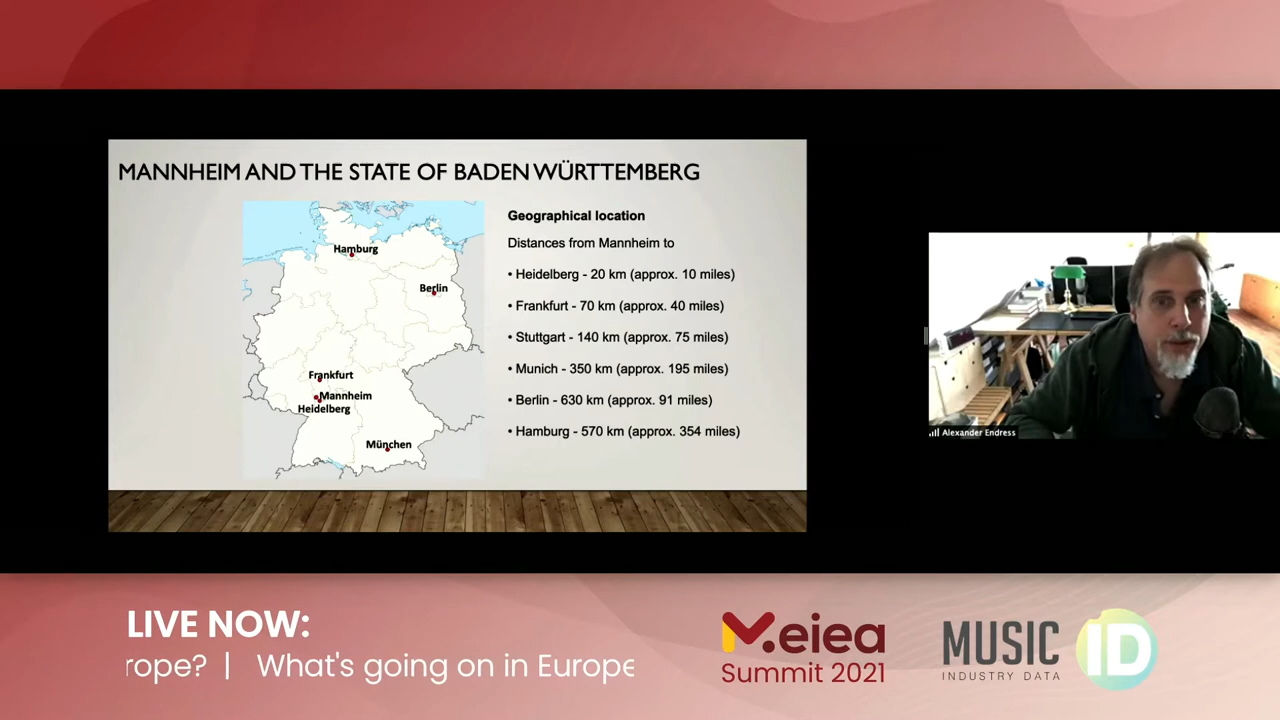 MANNHEIM AND THE STATE OF BADEN WÜRTTEMBERG
Hamburg
Berlin
Frankfurt
Mannheim
Heidelberg
München
Geographical location
Distances from Mannheim to
• Heidelberg - 20 km (approx. 10 miles)
• Frankfurt - 70 km (approx. 40 miles)
• Stuttgart - 140 km (approx. 75 miles)
• Munich - 350 km (approx. 195 miles)
• Berlin - 630 km (approx. 91 miles)
• Hamburg - 570 km (approx. 354 miles)
Alexander Endress
LIVE NOW:
rope? | What's going on in Europe
meiea
Summit 2021
MUSIC ID
INDUSTRY DATA